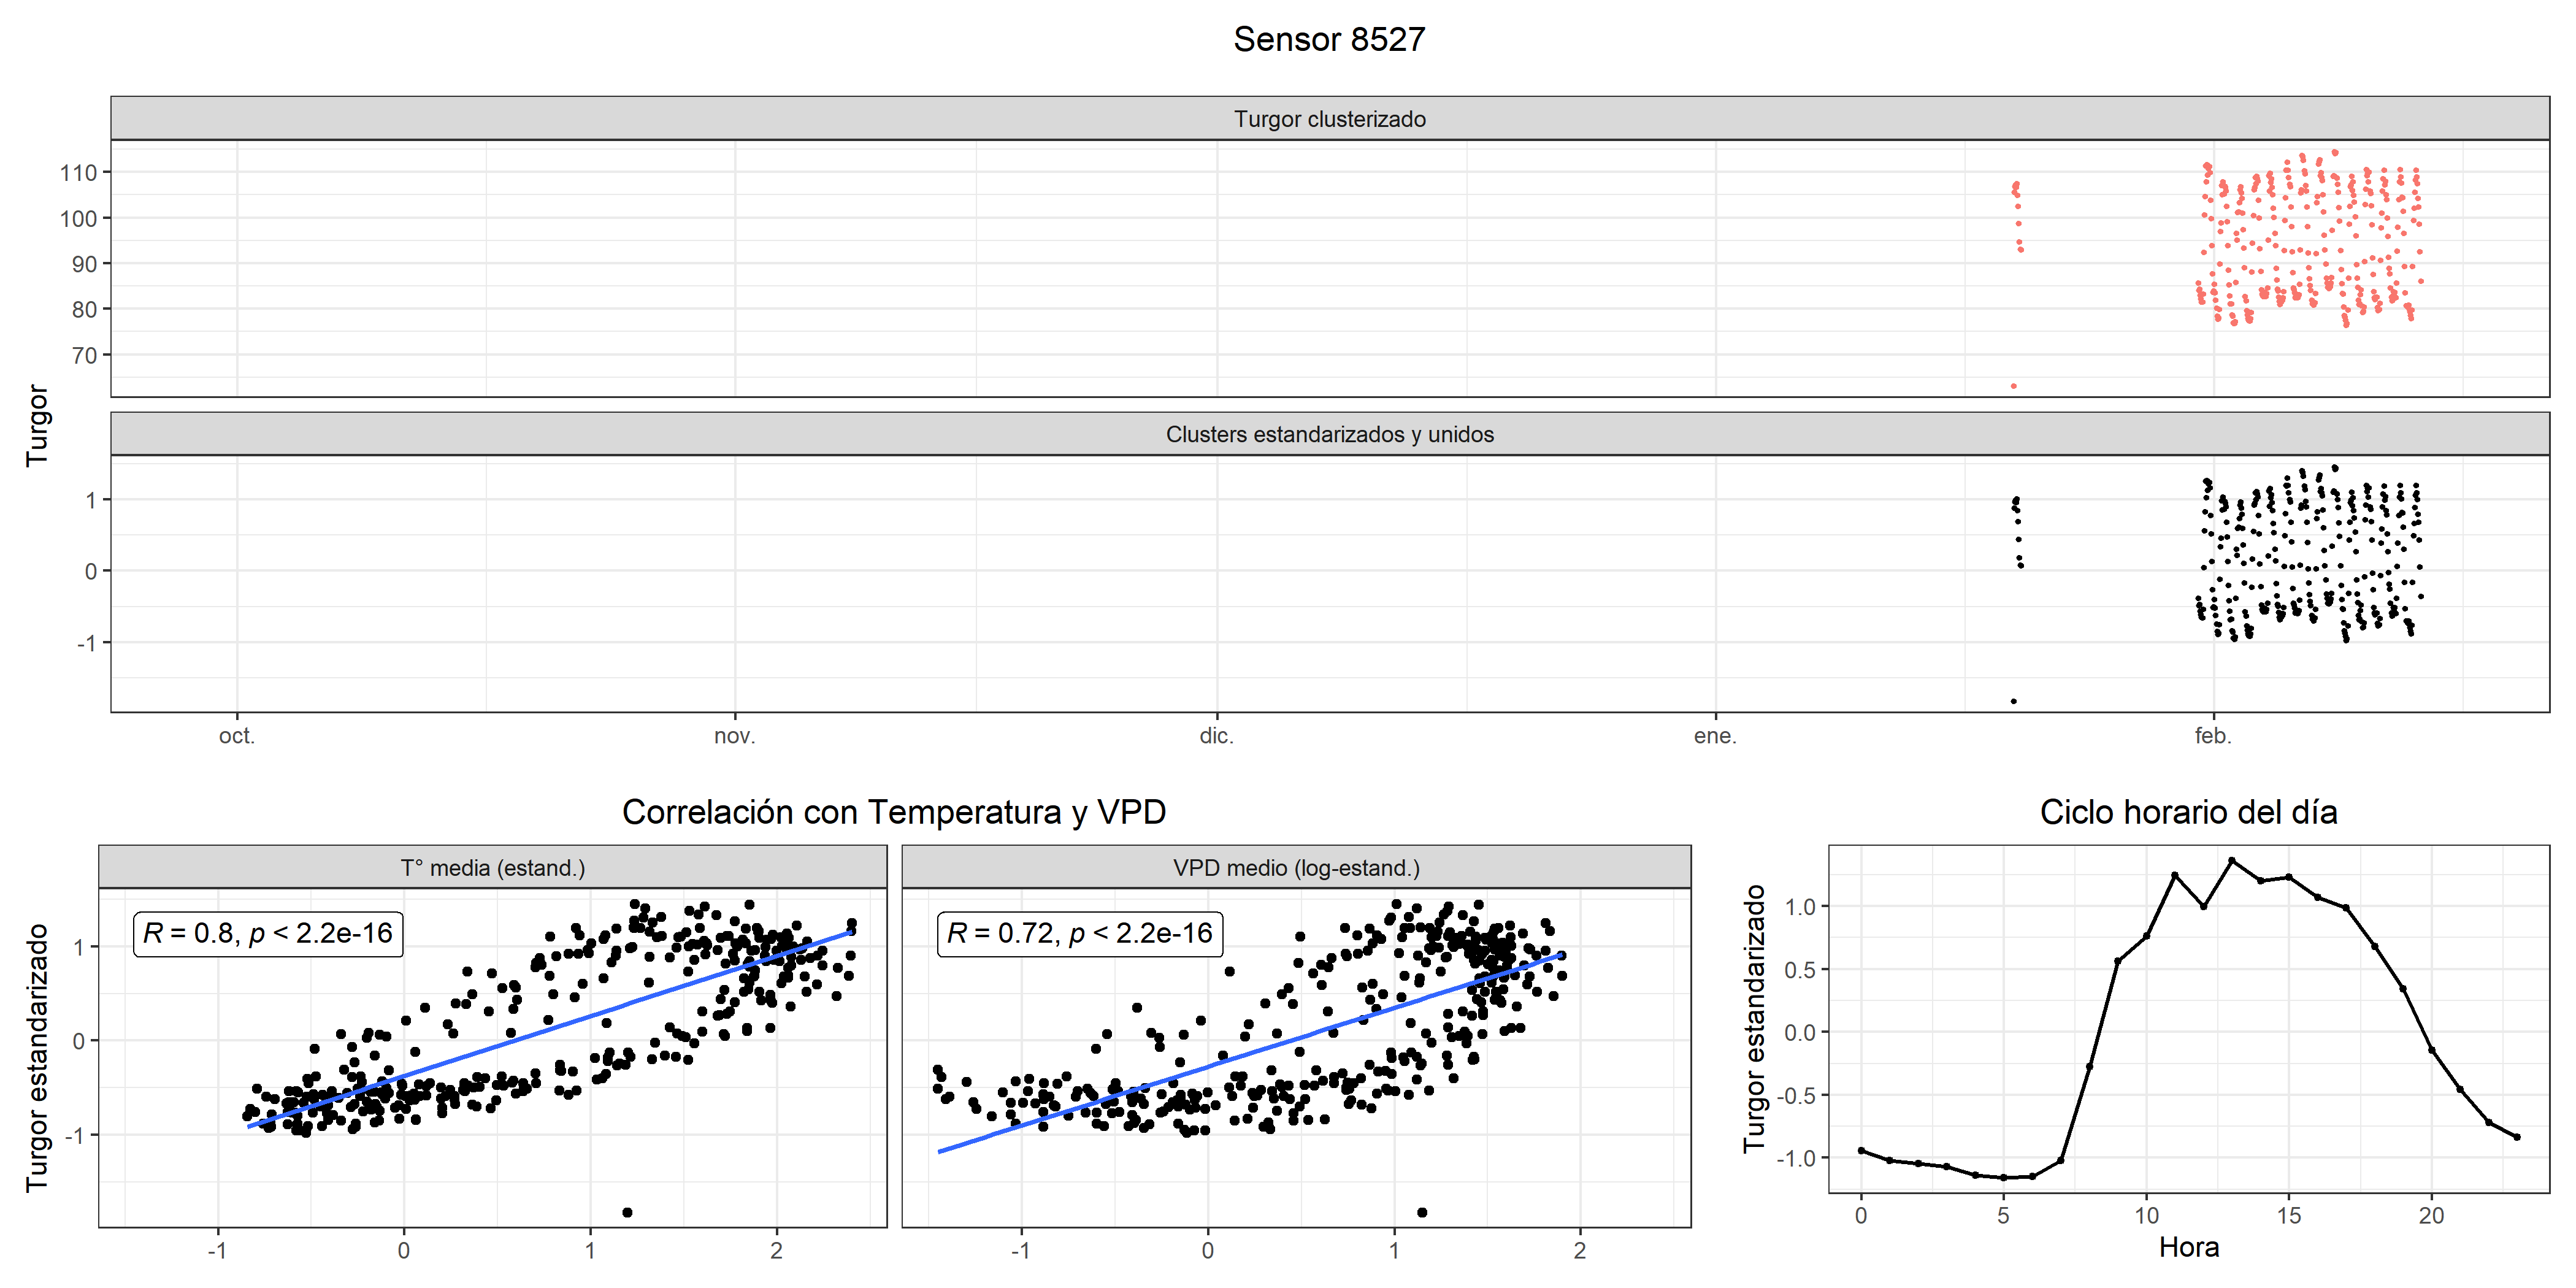 Sensor 8527
Turgor clusterizado
110
100
90
80
70
Turgor
Clusters estandarizados y unidos
1
0
-1
oct.
nov.
dic.
ene.
feb.
Correlación con Temperatura y VPD
T° media (estand.)
VPD medio (log-estand.)
R = 0.8, p < 2.2e-16
R = 0.72, p < 2.2e-16
Turgor estandarizado
1
0
-1
-1
0
1
2
-1
0
1
2
Ciclo horario del día
Turgor estandarizado
1.0
0.5
0.0
-0.5
-1.0
0
5
10
15
20
Hora